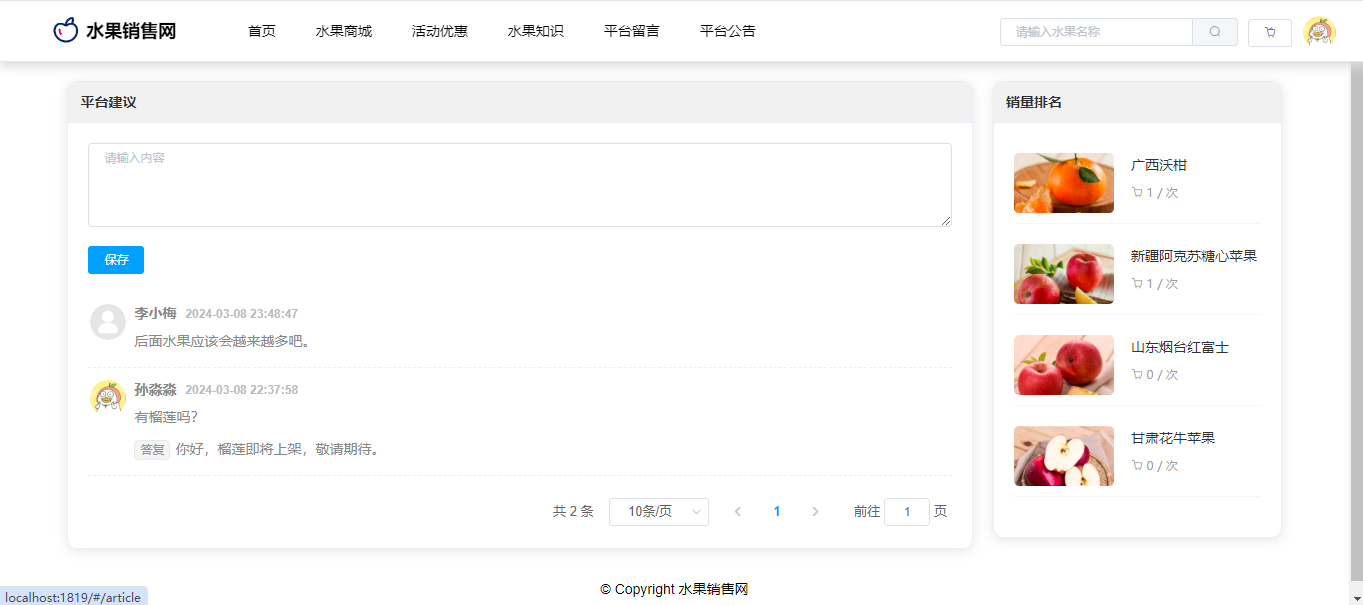 水果销售网
首页 水果商城 活动优惠 水果知识 平台留言 平台公告
请输入水果名称
平台建议
请输入内容
保存
李小梅 2024-03-08 23:48:47
后面水果应该会越来越多吧。
孙淼淼 2024-03-08 22:37:58
有榴莲吗？
答复 你好，榴莲即将上架，敬请期待。
共 2 条 10条/页 1 前往 1 页
销量排名
广西沃柑
1 / 次
新疆阿克苏糖心苹果
1 / 次
山东烟台红富士
0 / 次
甘肃花牛苹果
0 / 次
© Copyright 水果销售网
localhost:1819/#/article